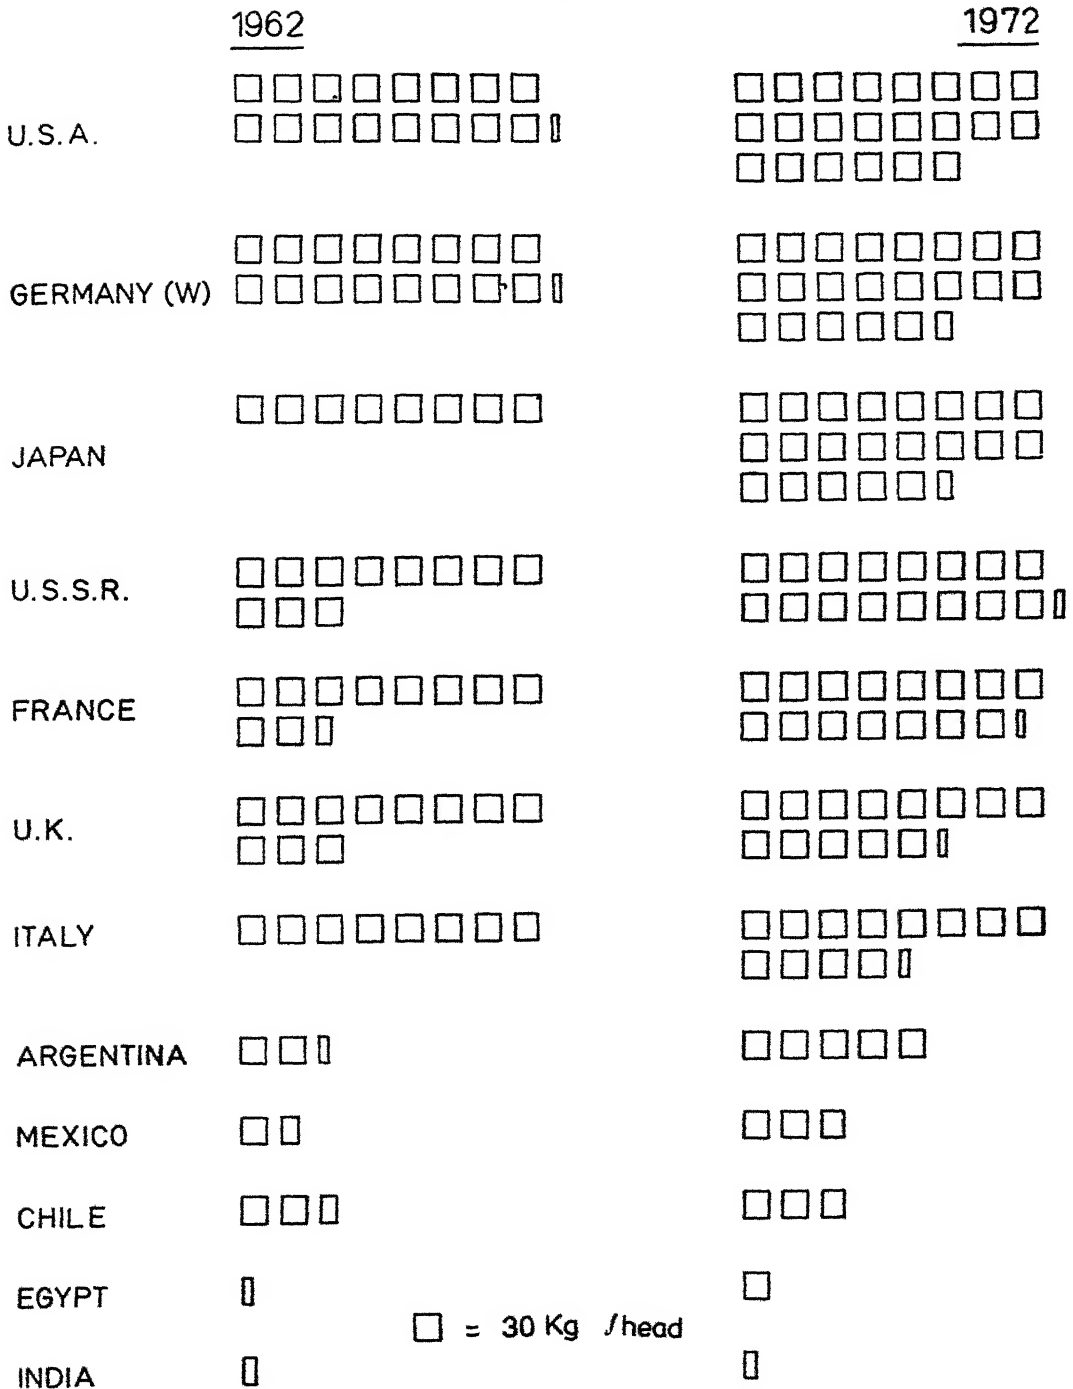 1962 1972
U.S.A.
GERMANY (W)
JAPAN
U.S.S.R.
FRANCE
U.K.
ITALY
ARGENTINA
MEXICO
CHILE
EGYPT
= 30 Kg /head
INDIA